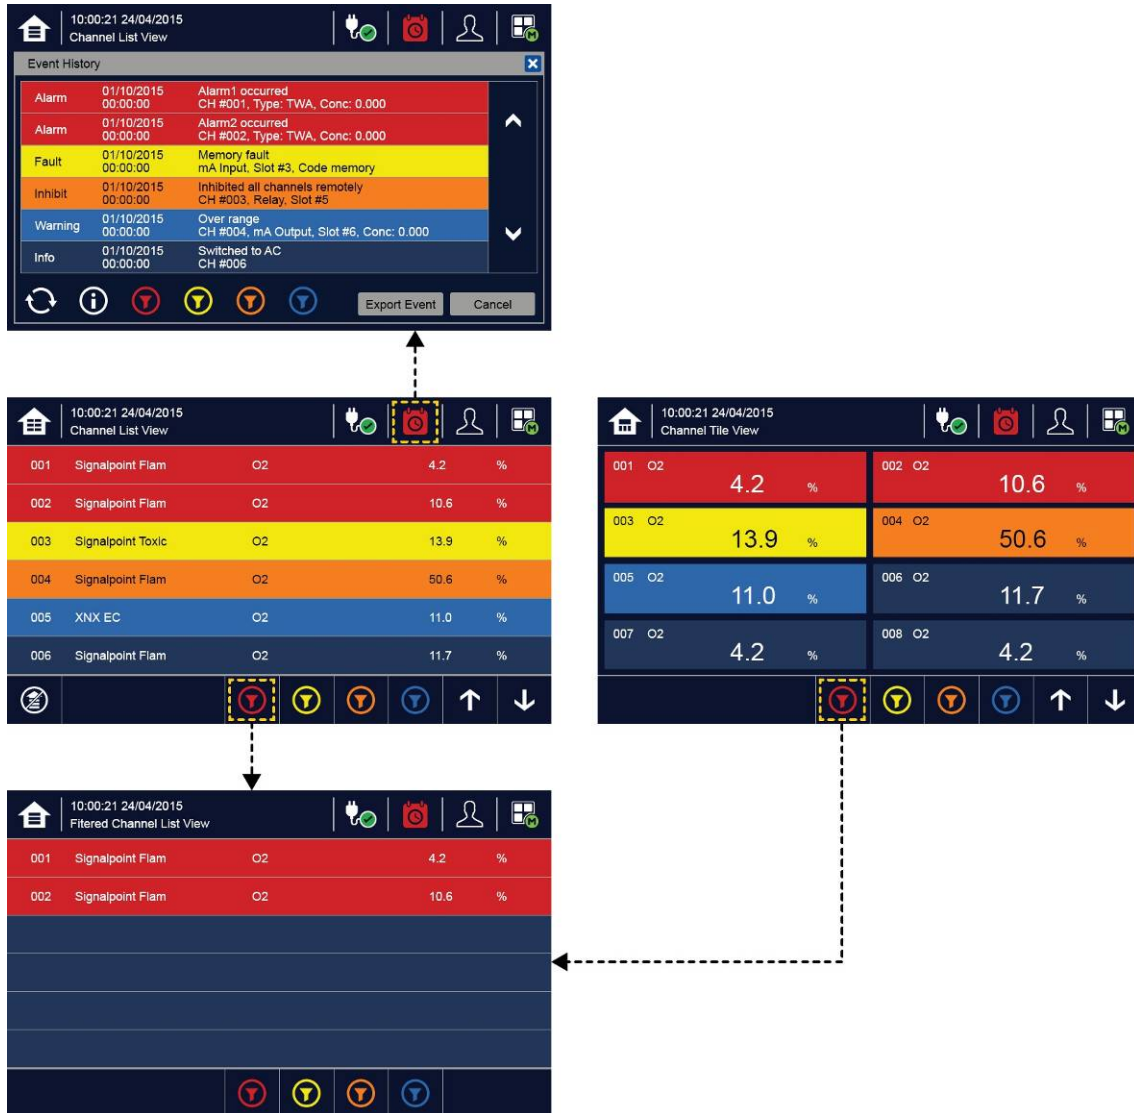 10:00:21 24/04/2015
Channel List View
Event History
Alarm 01/10/2015 00:00:00 Alarm1 occurred CH #001, Type: TWA, Conc: 0.000
Alarm 01/10/2015 00:00:00 Alarm2 occurred CH #002, Type: TWA, Conc: 0.000
Fault 01/10/2015 00:00:00 Memory fault mA Input, Slot #3, Code memory
Inhibit 01/10/2015 00:00:00 Inhibited all channels remotely CH #003, Relay, Slot #5
Warning 01/10/2015 00:00:00 Over range CH #004, mA Output, Slot #6, Conc: 0.000
Info 01/10/2015 00:00:00 Switched to AC CH #006
Export Event Cancel
10:00:21 24/04/2015
Channel List View
001 Signalpoint Flam O2 4.2 %
002 Signalpoint Flam O2 10.6 %
003 Signalpoint Toxic O2 13.9 %
004 Signalpoint Flam O2 50.6 %
005 XNX EC O2 11.0 %
006 Signalpoint Flam O2 11.7 %
10:00:21 24/04/2015
Channel Tile View
001 O2 4.2 %
002 O2 10.6 %
003 O2 13.9 %
004 O2 50.6 %
005 O2 11.0 %
006 O2 11.7 %
007 O2 4.2 %
008 O2 4.2 %
10:00:21 24/04/2015
Fitered Channel List View
001 Signalpoint Flam O2 4.2 %
002 Signalpoint Flam O2 10.6 %